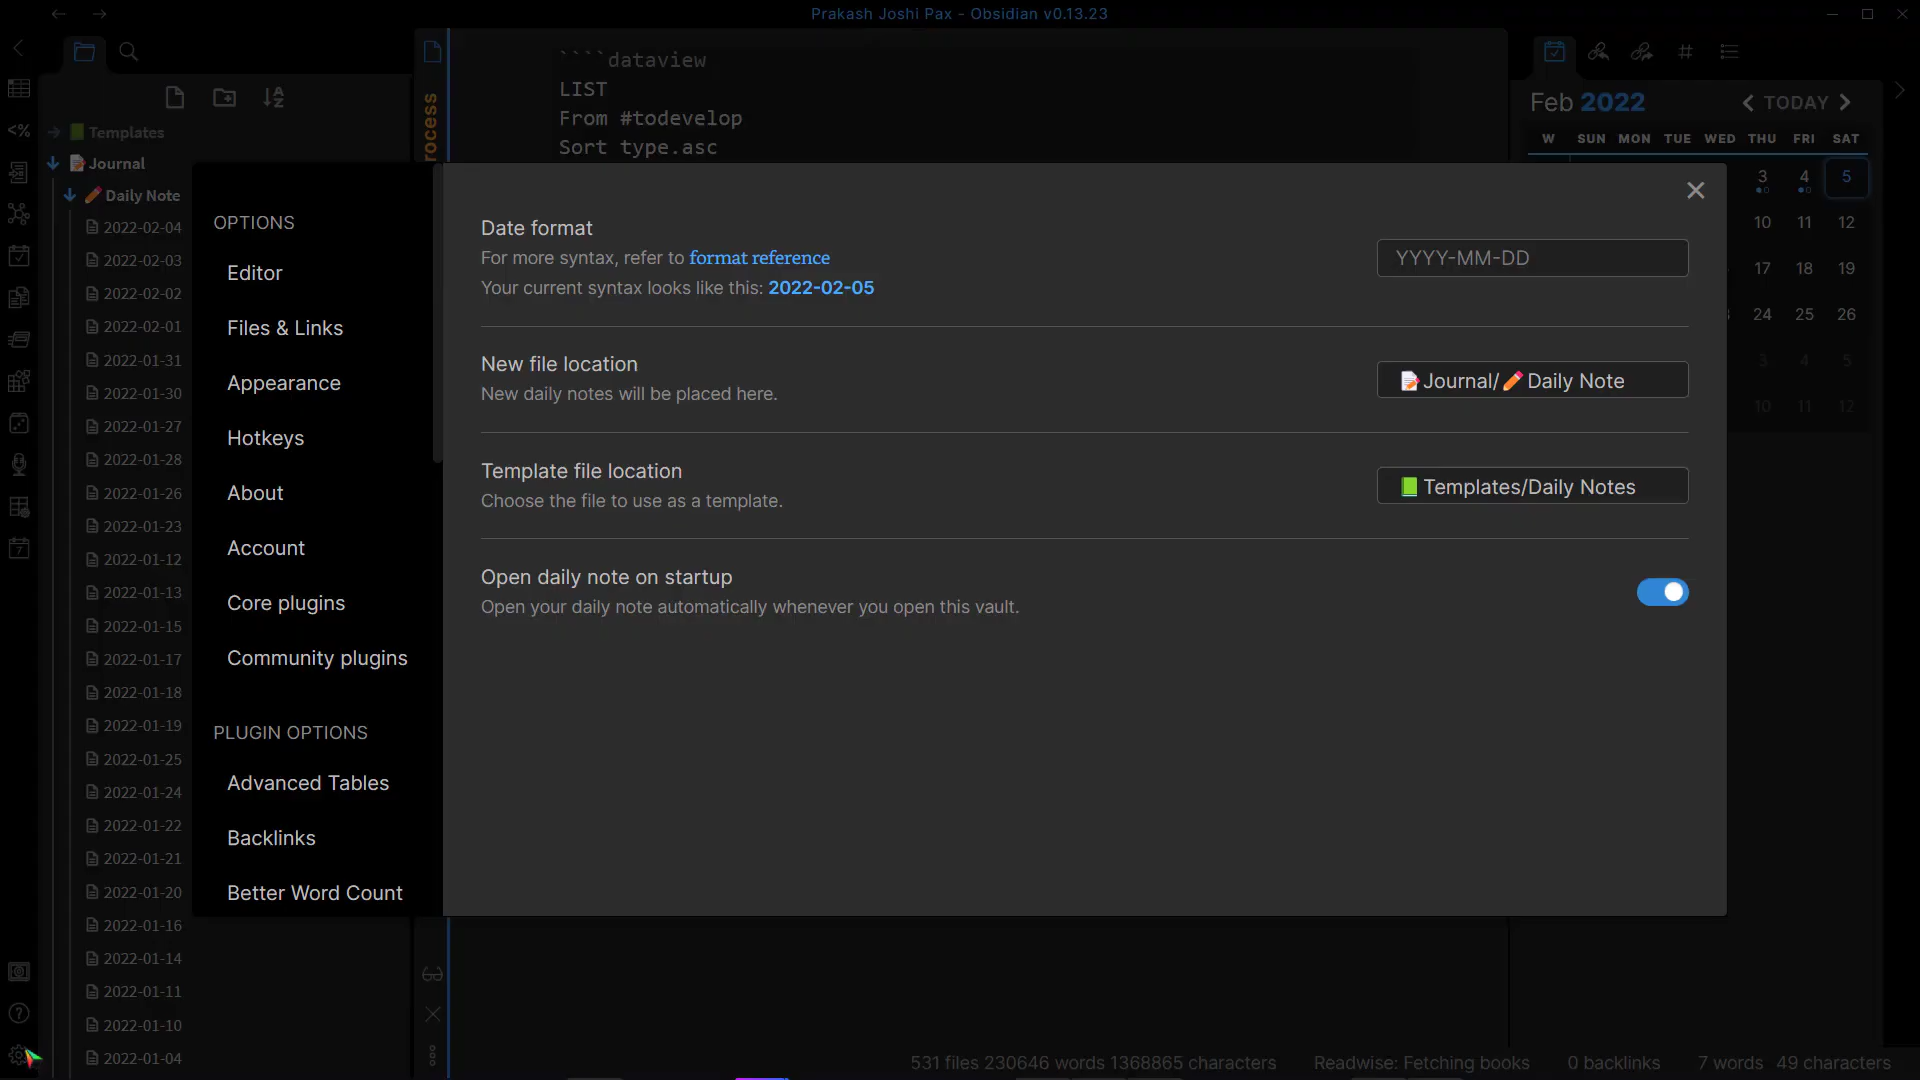 Prakash Joshi Pax - Obsidian v0.13.23
Templates
Journal
Daily Note
2022-02-04
2022-02-03
2022-02-02
2022-02-01
2022-01-31
2022-01-30
2022-01-27
2022-01-28
2022-01-26
2022-01-23
2022-01-12
2022-01-13
2022-01-15
2022-01-17
2022-01-18
2022-01-19
2022-01-25
2022-01-24
2022-01-22
2022-01-21
2022-01-20
2022-01-16
2022-01-14
2022-01-11
2022-01-10
2022-01-04
rocess
````dataview
LIST
From #todevelop
Sort type.asc
OPTIONS
Editor
Files & Links
Appearance
Hotkeys
About
Account
Core plugins
Community plugins
PLUGIN OPTIONS
Advanced Tables
Backlinks
Better Word Count
Date format
For more syntax, refer to format reference
Your current syntax looks like this: 2022-02-05
YYYY-MM-DD
New file location
New daily notes will be placed here.
Journal/Daily Note
Template file location
Choose the file to use as a template.
Templates/Daily Notes
Open daily note on startup
Open your daily note automatically whenever you open this vault.
Feb 2022
TODAY
W SUN MON TUE WED THU FRI SAT
3 4 5
10 11 12
17 18 19
24 25 26
3 4 5
10 11 12
531 files 230646 words 1368865 characters Readwise: Fetching books 0 backlinks 7 words 49 characters